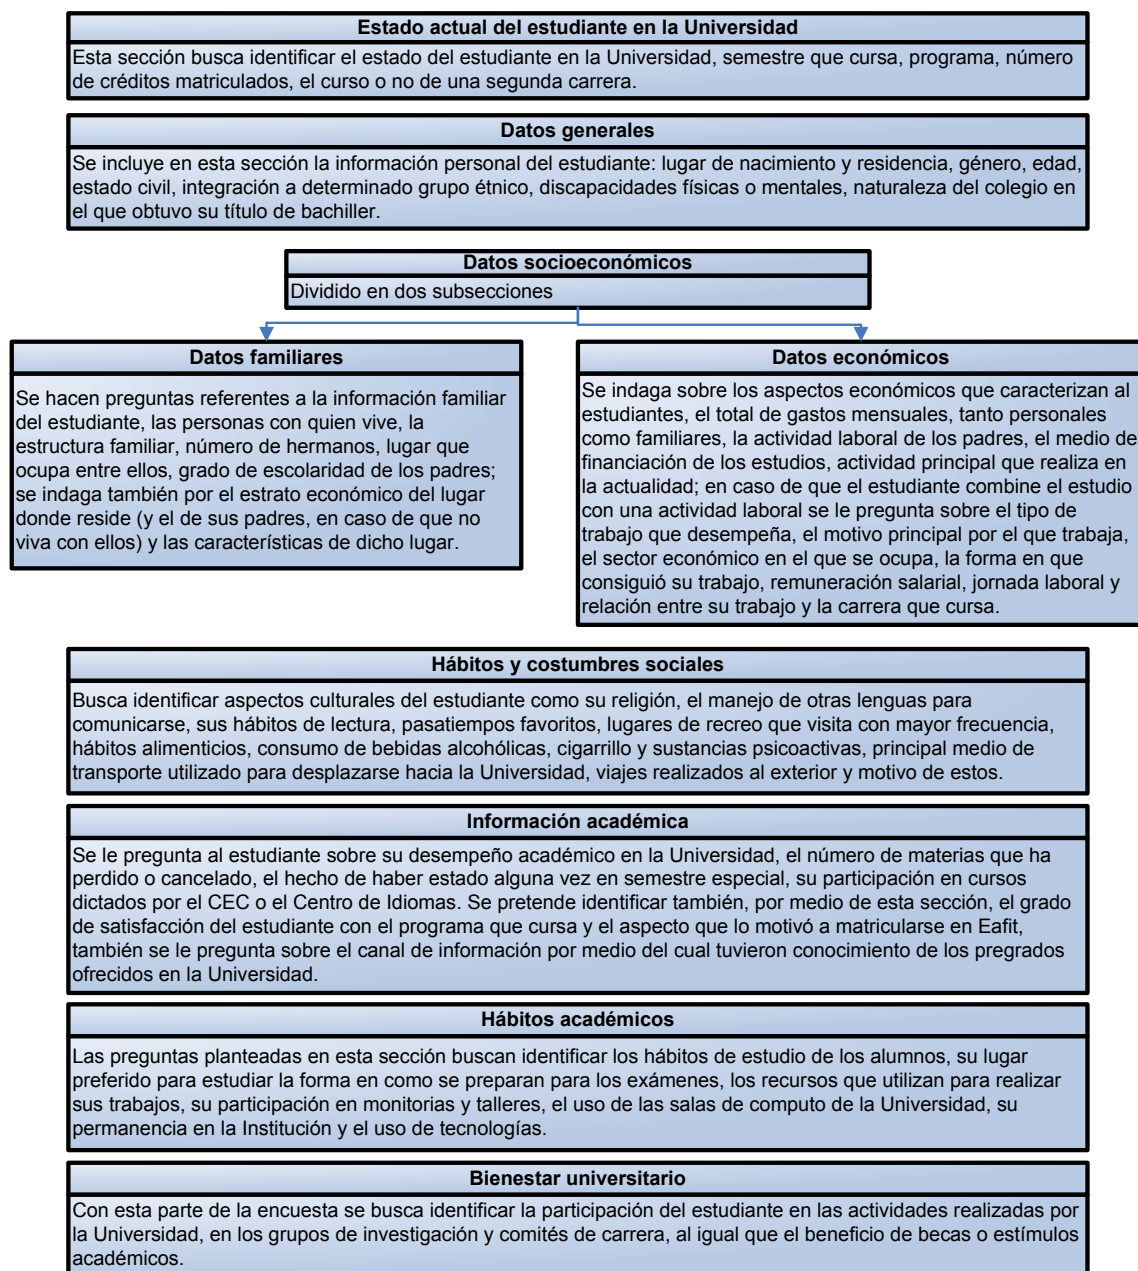 Estado actual del estudiante en la Universidad
Esta sección busca identificar el estado del estudiante en la Universidad, semestre que cursa, programa, número
de créditos matriculados, el curso o no de una segunda carrera.
Datos generales
Se incluye en esta sección la información personal del estudiante: lugar de nacimiento y residencia, género, edad,
estado civil, integración a determinado grupo étnico, discapacidades físicas o mentales, naturaleza del colegio en
el que obtuvo su título de bachiller.
Datos socioeconómicos
Dividido en dos subsecciones
Datos familiares
Se hacen preguntas referentes a la información familiar
del estudiante, las personas con quien vive, la
estructura familiar, número de hermanos, lugar que
ocupa entre ellos, grado de escolaridad de los padres;
se indaga también por el estrato económico del lugar
donde reside (y el de sus padres, en caso de que no
viva con ellos) y las características de dicho lugar.
Datos económicos
Se indaga sobre los aspectos económicos que caracterizan al
estudiantes, el total de gastos mensuales, tanto personales
como familiares, la actividad laboral de los padres, el medio de
financiación de los estudios, actividad principal que realiza en
la actualidad; en caso de que el estudiante combine el estudio
con una actividad laboral se le pregunta sobre el tipo de
trabajo que desempeña, el motivo principal por el que trabaja,
el sector económico en el que se ocupa, la forma en que
consiguió su trabajo, remuneración salarial, jornada laboral y
relación entre su trabajo y la carrera que cursa.
Hábitos y costumbres sociales
Busca identificar aspectos culturales del estudiante como su religión, el manejo de otras lenguas para
comunicarse, sus hábitos de lectura, pasatiempos favoritos, lugares de recreo que visita con mayor frecuencia,
hábitos alimenticios, consumo de bebidas alcohólicas, cigarrillo y sustancias psicoactivas, principal medio de
transporte utilizado para desplazarse hacia la Universidad, viajes realizados al exterior y motivo de estos.
Información académica
Se le pregunta al estudiante sobre su desempeño académico en la Universidad, el número de materias que ha
perdido o cancelado, el hecho de haber estado alguna vez en semestre especial, su participación en cursos
dictados por el CEC o el Centro de Idiomas. Se pretende identificar también, por medio de esta sección, el grado
de satisfacción del estudiante con el programa que cursa y el aspecto que lo motivó a matricularse en Eafit,
también se le pregunta sobre el canal de información por medio del cual tuvieron conocimiento de los pregrados
ofrecidos en la Universidad.
Hábitos académicos
Las preguntas planteadas en esta sección buscan identificar los hábitos de estudio de los alumnos, su lugar
preferido para estudiar la forma en como se preparan para los exámenes, los recursos que utilizan para realizar
sus trabajos, su participación en monitorias y talleres, el uso de las salas de computo de la Universidad, su
permanencia en la Institución y el uso de tecnologías.
Bienestar universitario
Con esta parte de la encuesta se busca identificar la participación del estudiante en las actividades realizadas por
la Universidad, en los grupos de investigación y comités de carrera, al igual que el beneficio de becas o estímulos
académicos.